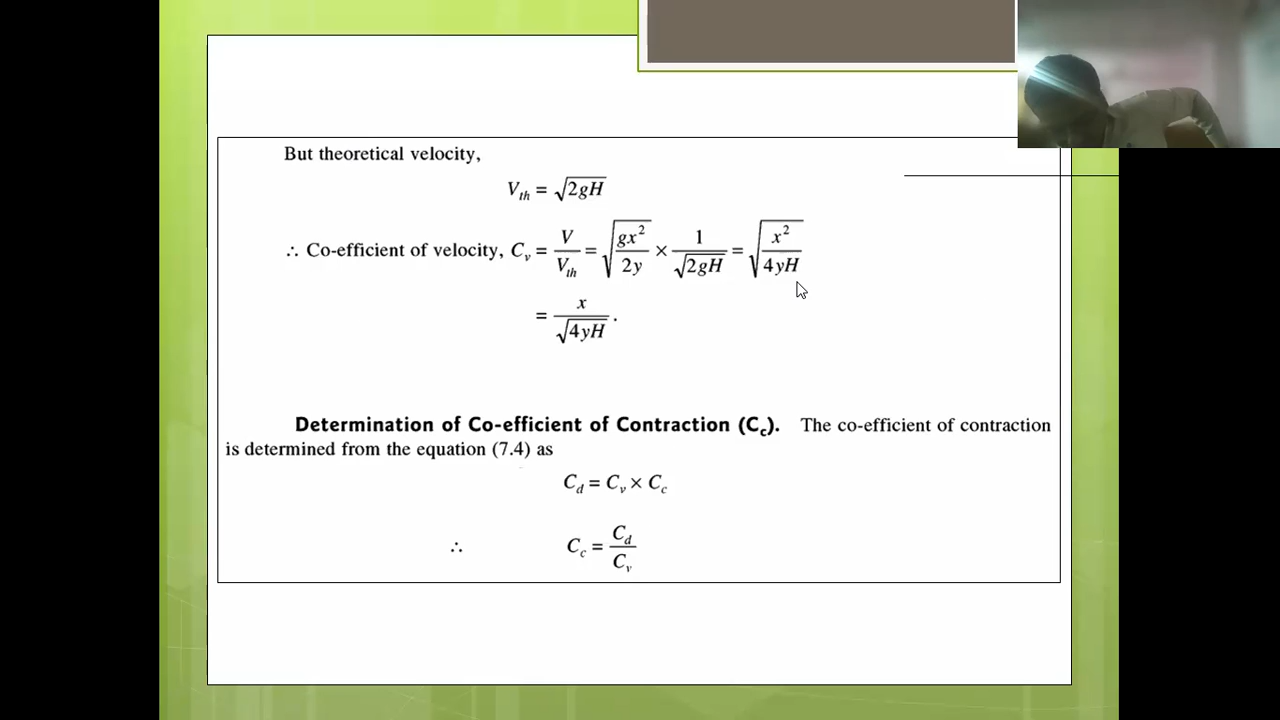 But theoretical velocity,
V_th = √2gH
∴ Co-efficient of velocity, C_v = V/V_th = √(gx²/2y) × 1/√2gH = √(x²/4yH)
= x/√4yH .
Determination of Co-efficient of Contraction (C_c). The co-efficient of contraction
is determined from the equation (7.4) as
C_d = C_v × C_c
∴ C_c = C_d/C_v